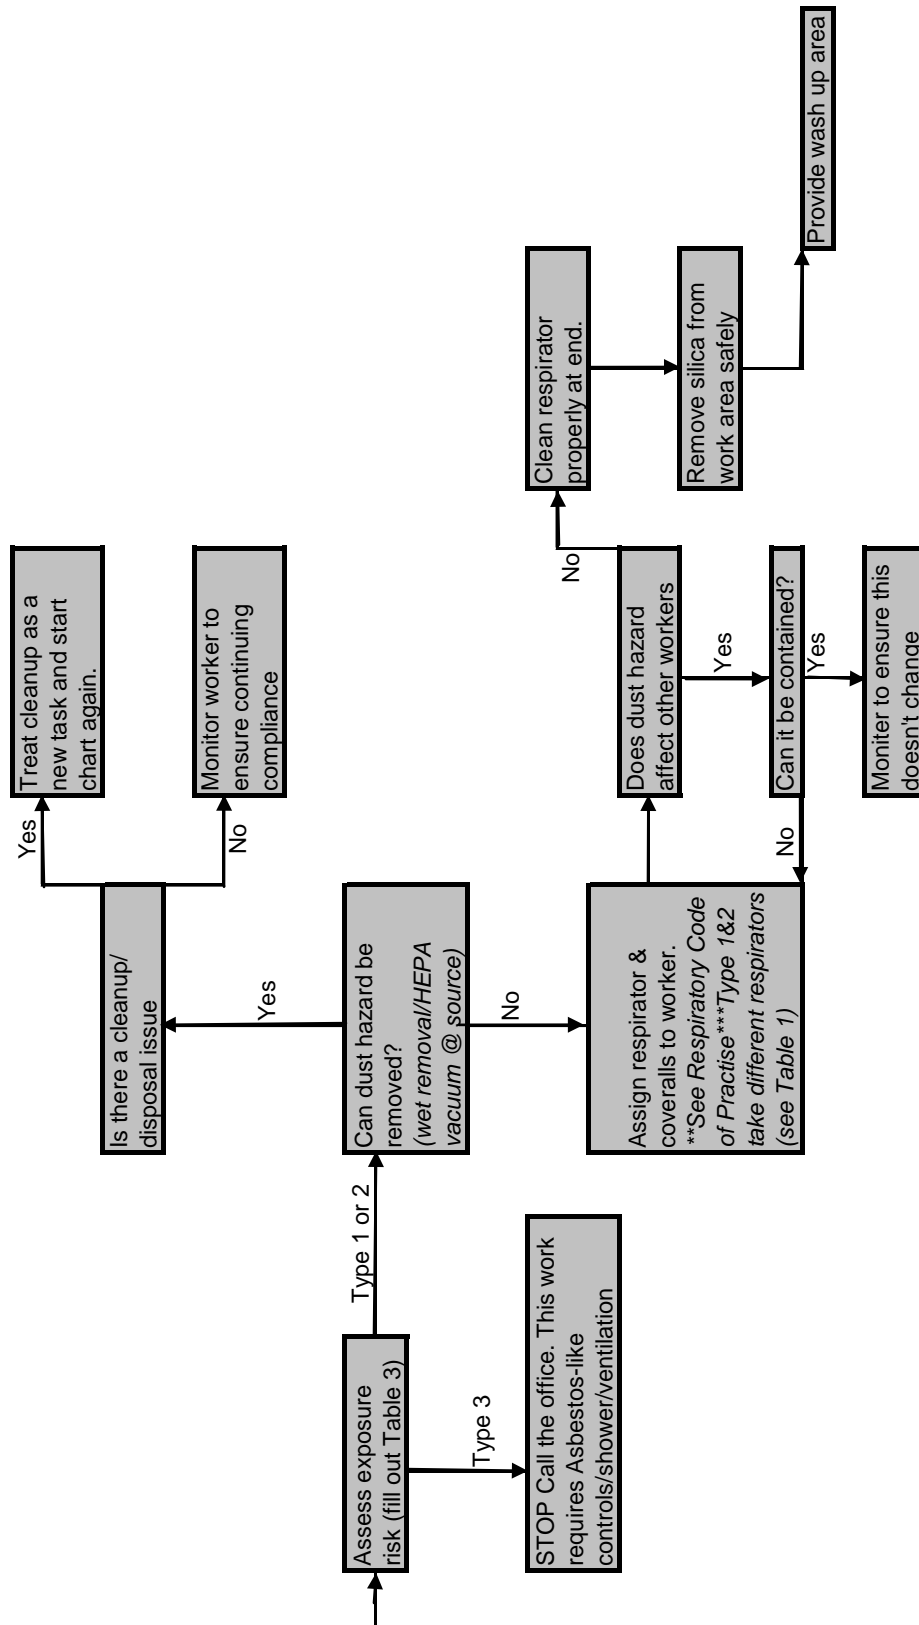 Assess exposure
risk (fill out Table 3)
Type 1 or 2
Type 3
STOP Call the office. This work
requires Asbestos-like
controls/shower/ventilation
Can dust hazard be
removed?
(wet removal/HEPA
vacuum @ source)
Yes
No
Is there a cleanup/
disposal issue
Yes
No
Treat cleanup as a
new task and start
chart again.
Monitor worker to
ensure continuing
compliance
Assign respirator &
coveralls to worker.
**See Respiratory Code
of Practise***Type 1&2
take different respirators
(see Table 1)
Does dust hazard
affect other workers
No
Yes
Can it be contained?
No
Yes
Moniter to ensure this
doesn't change
Clean respirator
properly at end.
Remove silica from
work area safely
Provide wash up area